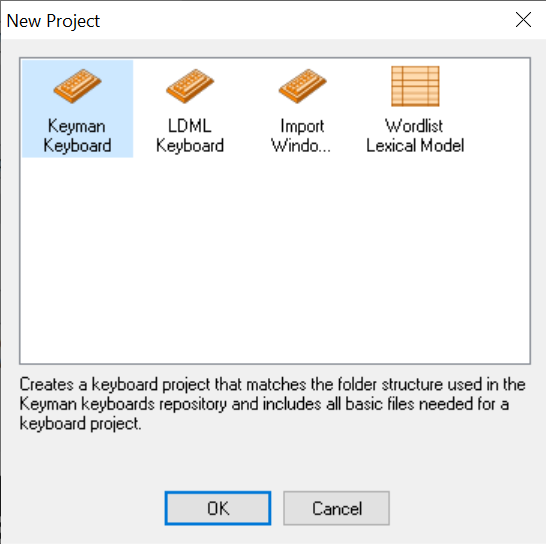 New Project
Keyman
Keyboard
LDML
Keyboard
Import
Windo...
Wordlist
Lexical Model
Creates a keyboard project that matches the folder structure used in the
Keyman keyboards repository and includes all basic files needed for a
keyboard project.
OK
Cancel